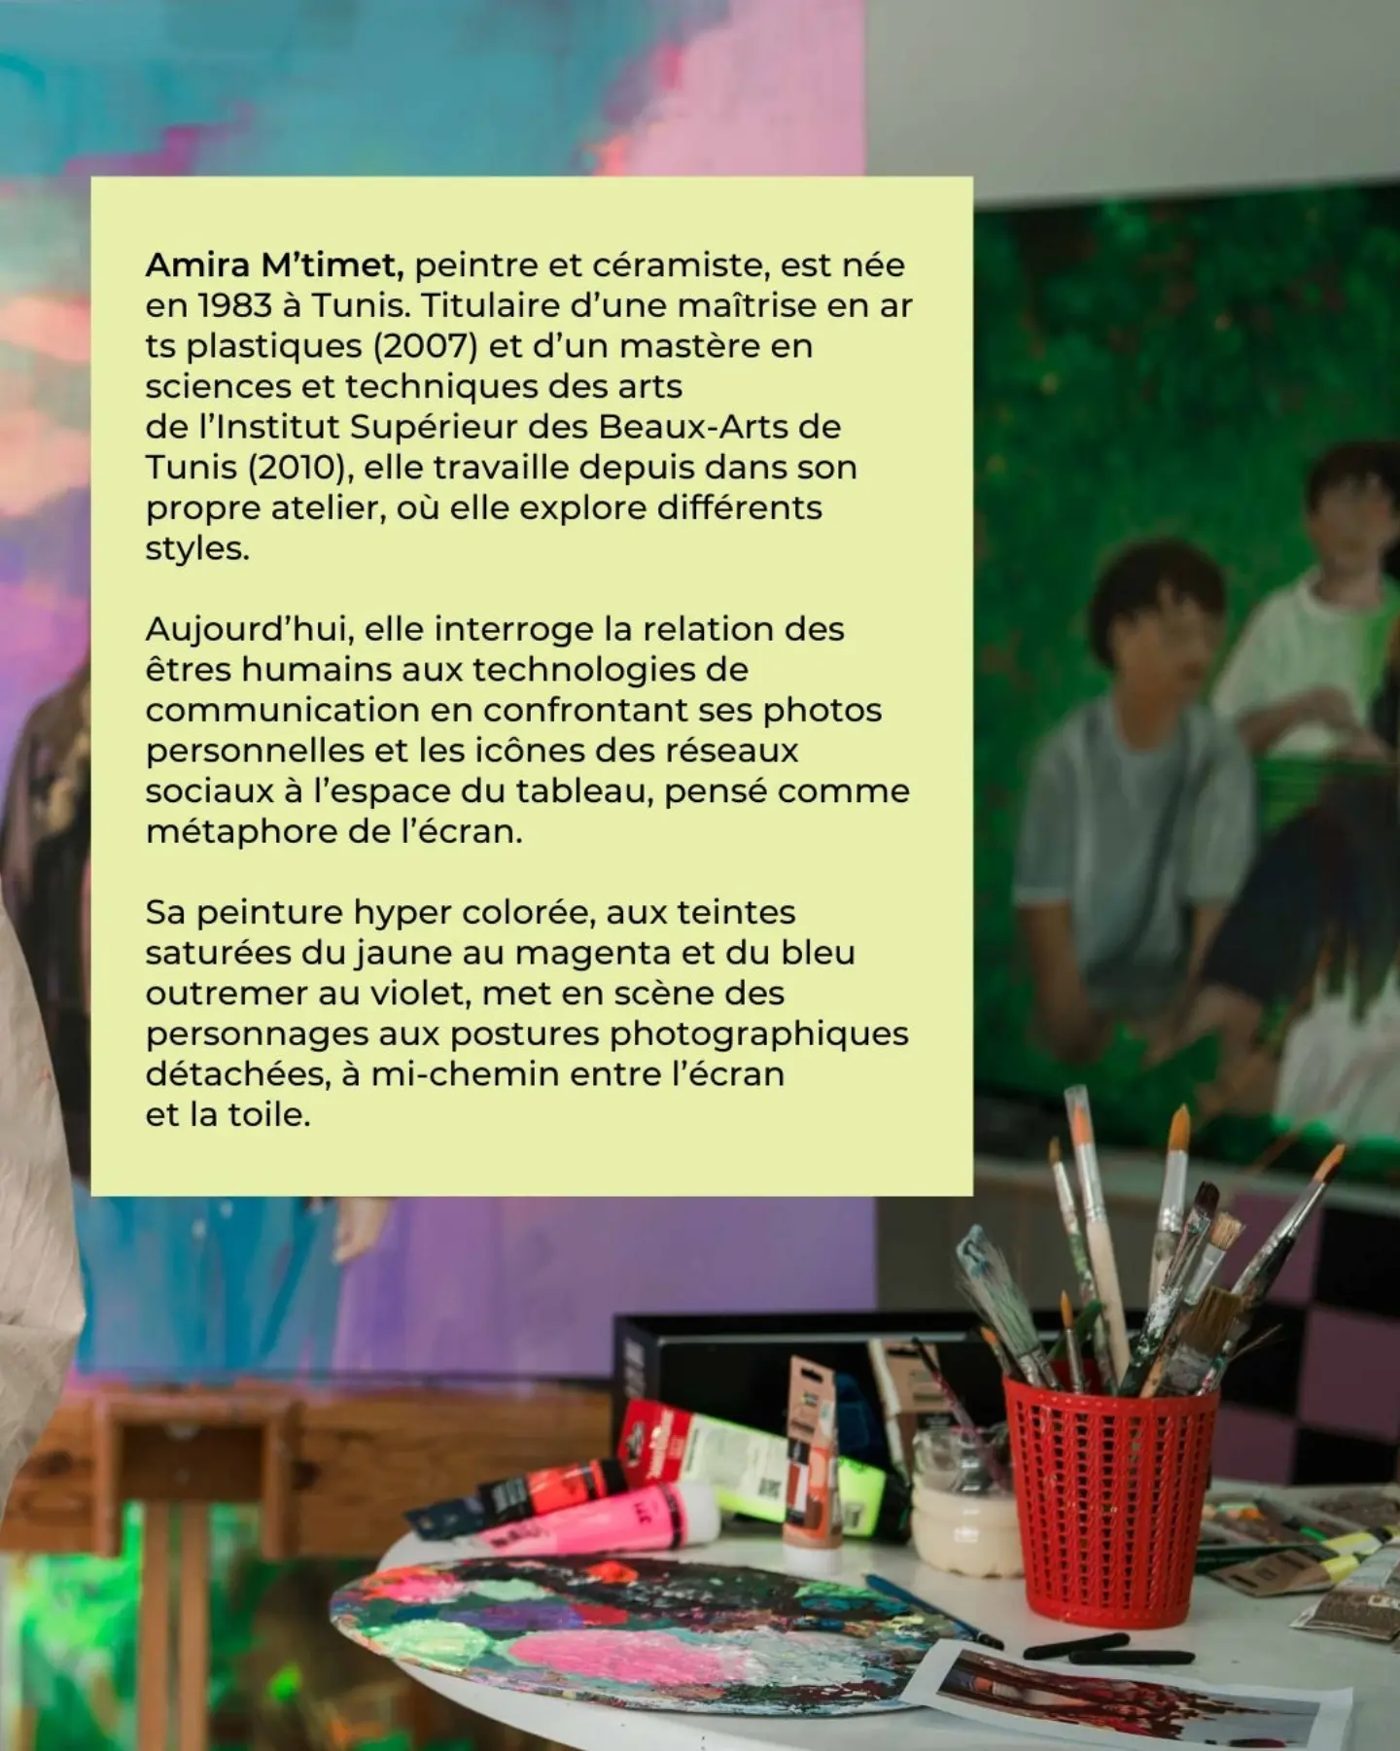 Amira M’timet, peintre et céramiste, est née
en 1983 à Tunis. Titulaire d’une maîtrise en ar
ts plastiques (2007) et d’un mastère en
sciences et techniques des arts
de l’Institut Supérieur des Beaux-Arts de
Tunis (2010), elle travaille depuis dans son
propre atelier, où elle explore différents
styles.
Aujourd’hui, elle interroge la relation des
êtres humains aux technologies de
communication en confrontant ses photos
personnelles et les icônes des réseaux
sociaux à l’espace du tableau, pensé comme
métaphore de l’écran.
Sa peinture hyper colorée, aux teintes
saturées du jaune au magenta et du bleu
outremer au violet, met en scène des
personnages aux postures photographiques
détachées, à mi-chemin entre l’écran
et la toile.